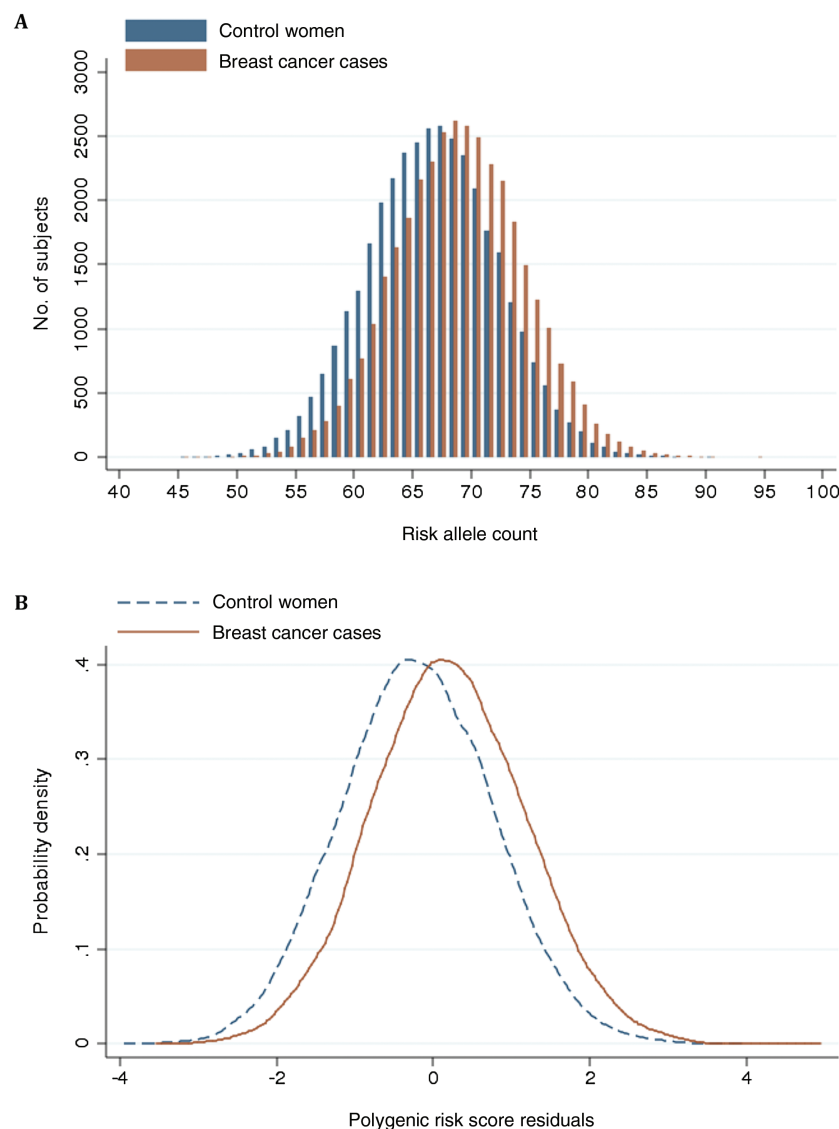 A
Control women
Breast cancer cases
3000
2500
2000
1500
1000
500
0
No. of subjects
40 45 50 55 60 65 70 75 80 85 90 95 100
Risk allele count
B
Control women
Breast cancer cases
.4
.3
.2
.1
0
Probability density
-4 -2 0 2 4
Polygenic risk score residuals